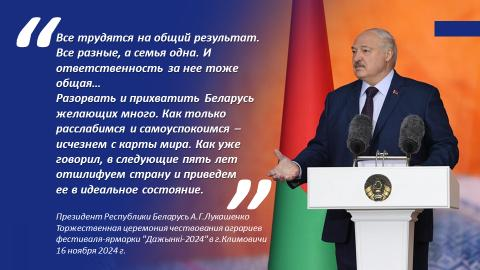 Все трудятся на общий результат.
Все разные, а семья одна. И
ответственность за нее тоже
общая...
Разорвать и прихватить Беларусь
желающих много. Как только
расслабимся и самоуспокоимся –
исчезнем с карты мира. Как уже
говорил, в следующие пять лет
отшлифуем страну и приведем
ее в идеальное состояние.
Президент Республики Беларусь А.Г.Лукашенко
Торжественная церемония чествования аграриев
фестиваля-ярмарки "Дажынкі-2024" в г.Климовичи
16 ноября 2024 г.